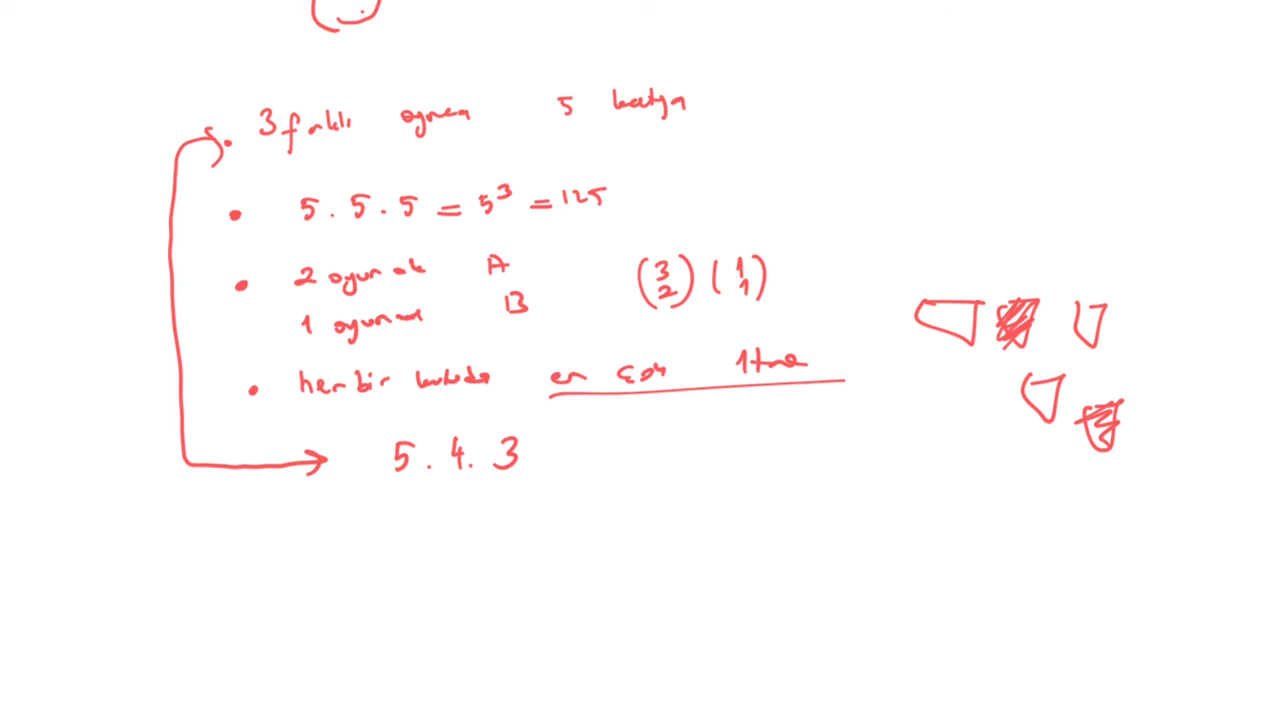 3 farklı oyuncak 5 kutuya
5 . 5 . 5 = 5³ = 125
2 oyuncak A (3 2) (1 1)
1 oyuncak B
her bir kutuda en çok 1 tane
5 . 4 . 3